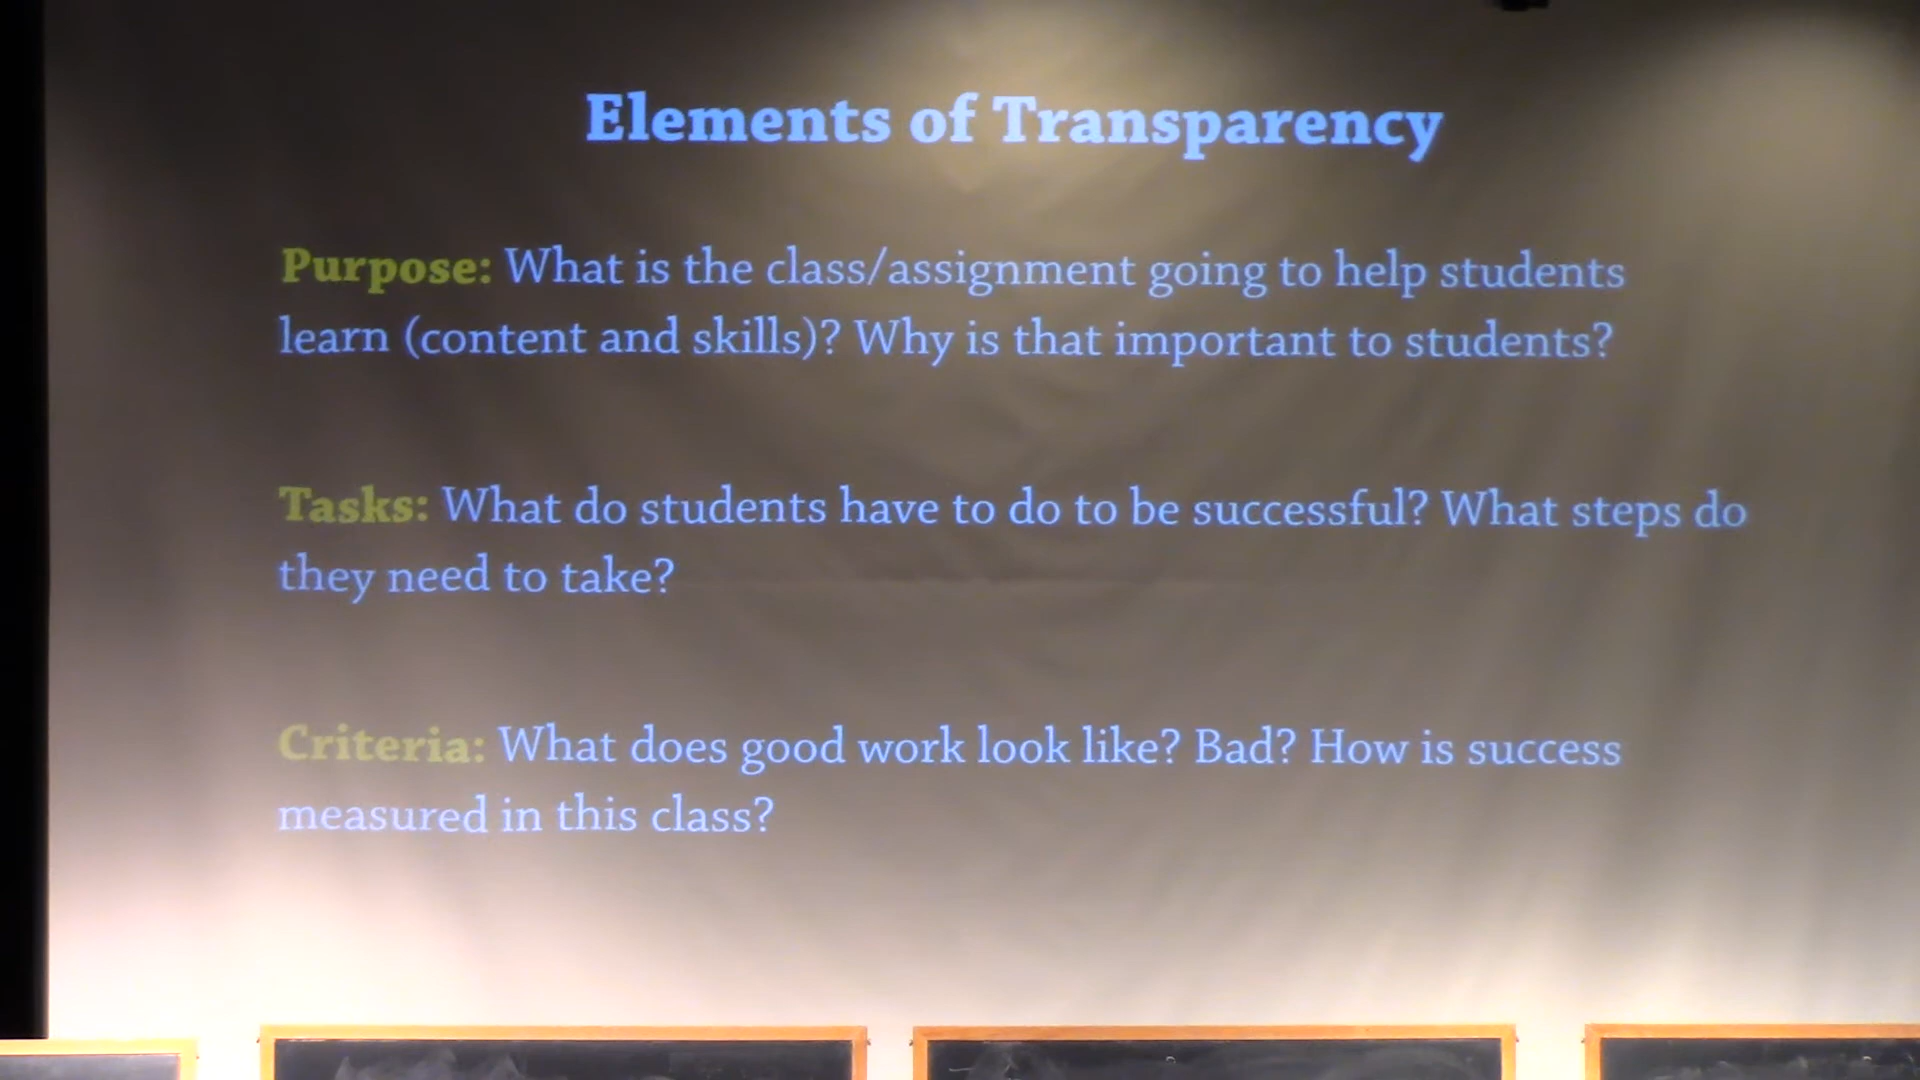 Elements of Transparency
Purpose: What is the class/assignment going to help students
learn (content and skills)? Why is that important to students?
Tasks: What do students have to do to be successful? What steps do
they need to take?
Criteria: What does good work look like? Bad? How is success
measured in this class?